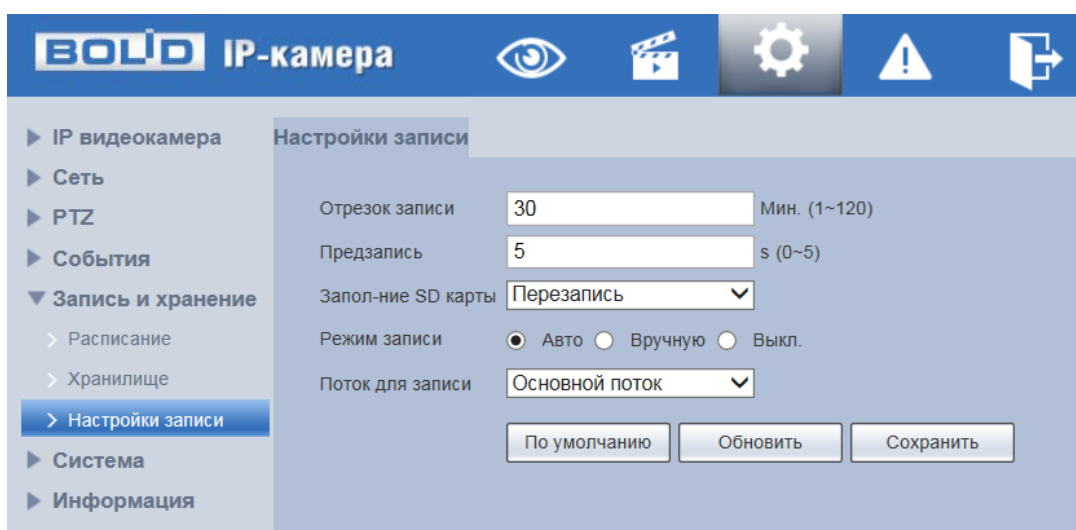 BOLID IP-камера
IP видеокамера
Сеть
PTZ
События
Запись и хранение
Расписание
Хранилище
Настройки записи
Система
Информация
Настройки записи
Отрезок записи 30 Мин. (1~120)
Предзапись 5 s (0~5)
Запол-ние SD карты Перезапись
Режим записи Авто Вручную Выкл.
Поток для записи Основной поток
По умолчанию Обновить Сохранить